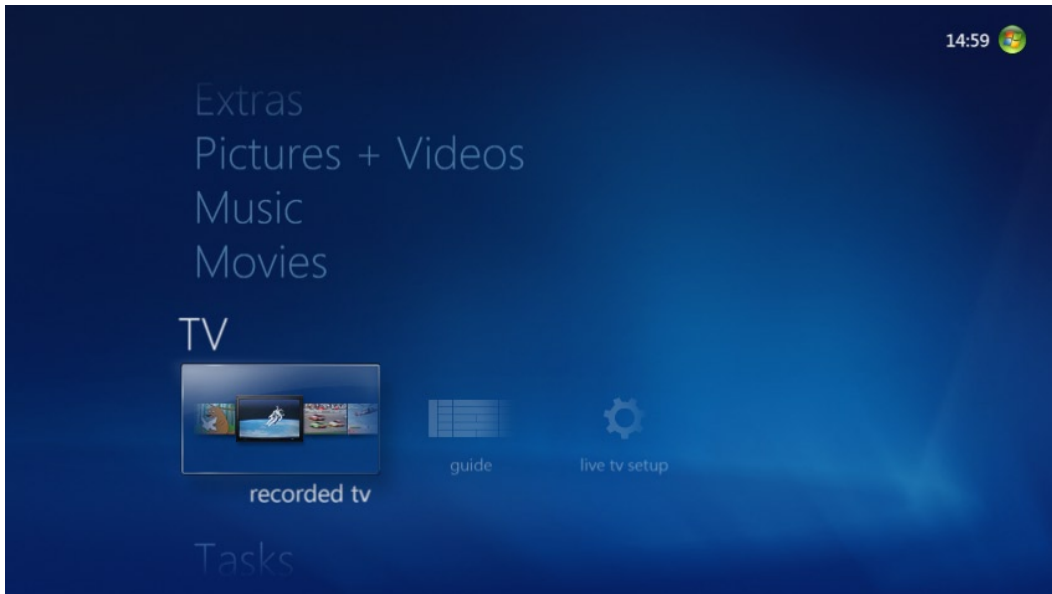 14:59
Extras
Pictures + Videos
Music
Movies
TV
guide
live tv setup
recorded tv
Tasks